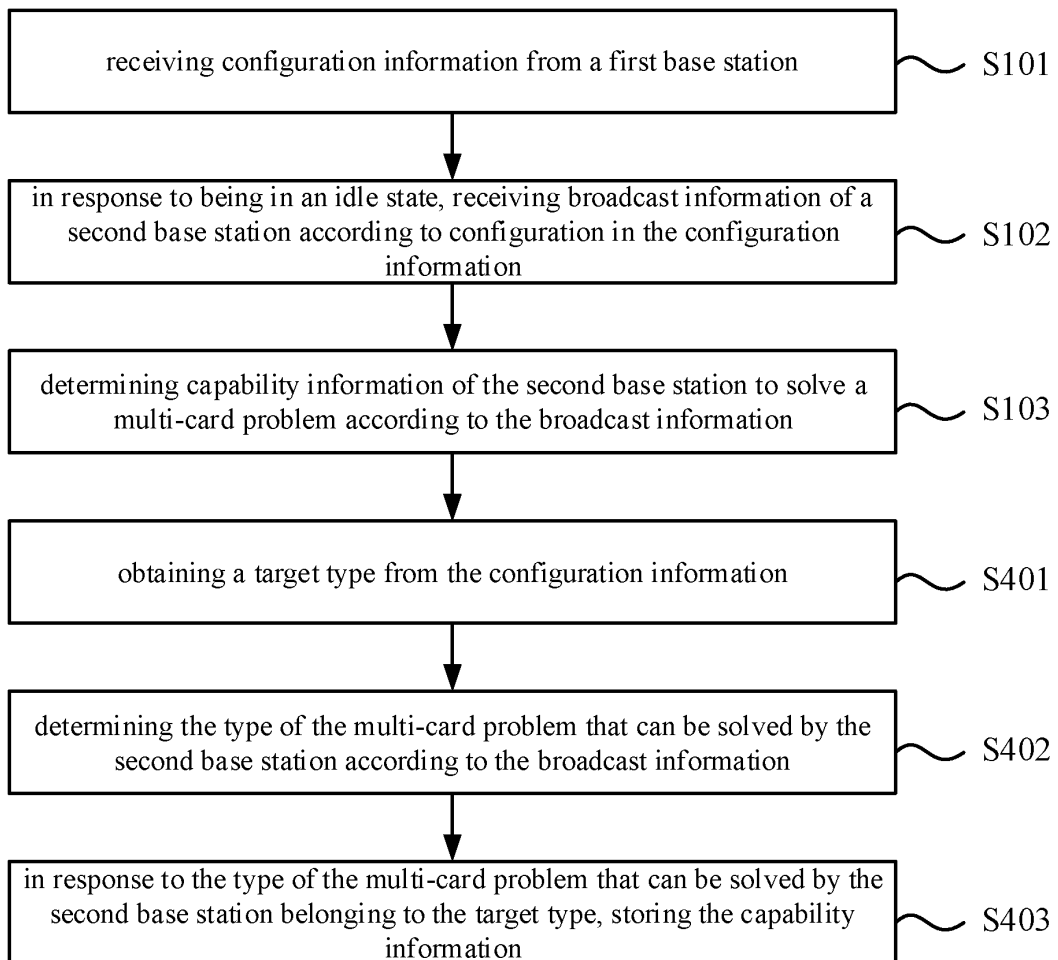 receiving configuration information from a first base station
S101
in response to being in an idle state, receiving broadcast information of a
second base station according to configuration in the configuration
information
S102
determining capability information of the second base station to solve a
multi-card problem according to the broadcast information
S103
obtaining a target type from the configuration information
S401
determining the type of the multi-card problem that can be solved by the
second base station according to the broadcast information
S402
in response to the type of the multi-card problem that can be solved by the
second base station belonging to the target type, storing the capability
information
S403